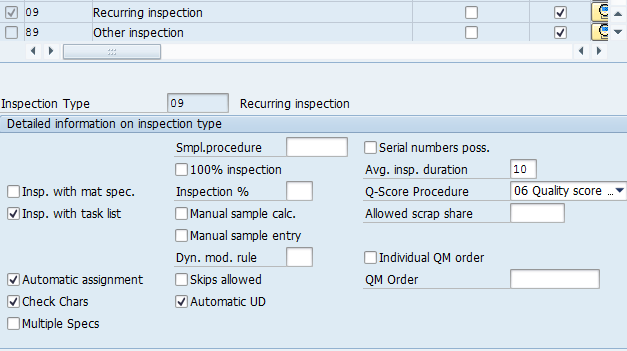 09 Recurring inspection
89 Other inspection
Inspection Type 09 Recurring inspection
Detailed information on inspection type
Smpl.procedure Serial numbers poss.
100% inspection Avg. insp. duration 10
Insp. with mat spec. Inspection % Q-Score Procedure 06 Quality score ...
Insp. with task list Manual sample calc. Allowed scrap share
Manual sample entry
Dyn. mod. rule Individual QM order
Automatic assignment Skips allowed QM Order
Check Chars Automatic UD
Multiple Specs